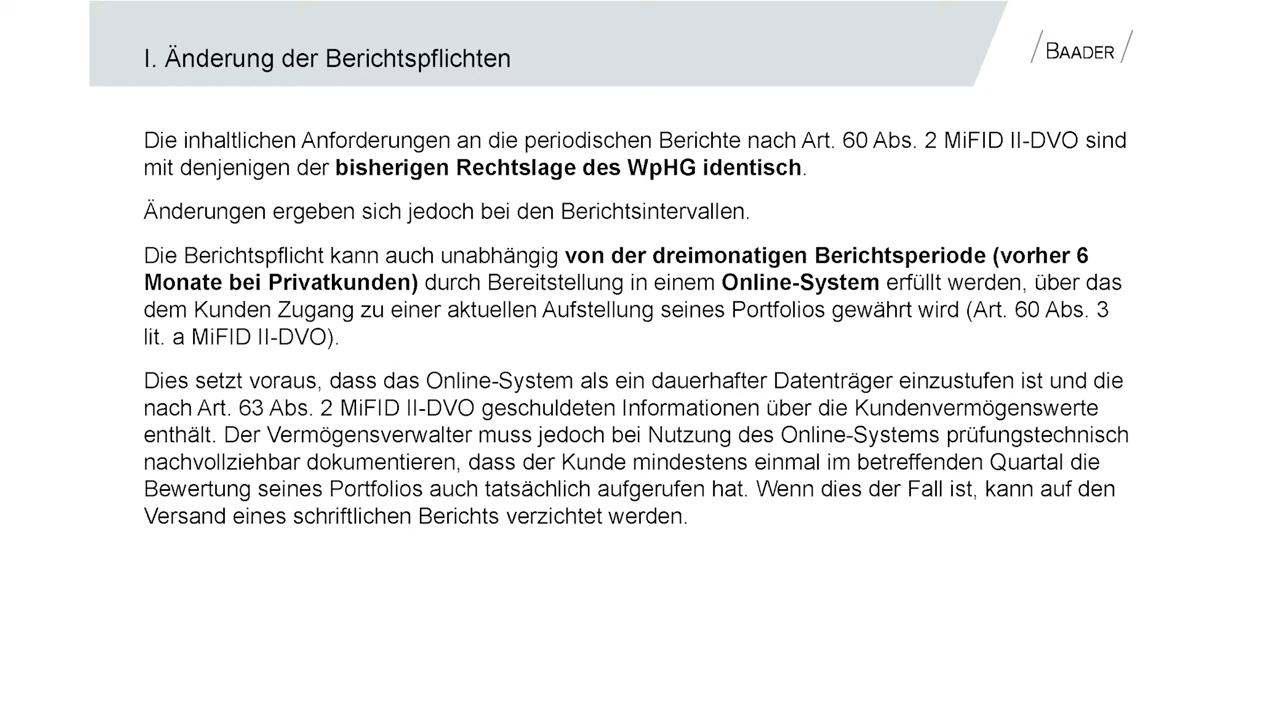 I. Änderung der Berichtspflichten
/ BAADER /
Die inhaltlichen Anforderungen an die periodischen Berichte nach Art. 60 Abs. 2 MiFID II-DVO sind
mit denjenigen der bisherigen Rechtslage des WpHG identisch.
Änderungen ergeben sich jedoch bei den Berichtsintervallen.
Die Berichtspflicht kann auch unabhängig von der dreimonatigen Berichtsperiode (vorher 6
Monate bei Privatkunden) durch Bereitstellung in einem Online-System erfüllt werden, über das
dem Kunden Zugang zu einer aktuellen Aufstellung seines Portfolios gewährt wird (Art. 60 Abs. 3
lit. a MiFID II-DVO).
Dies setzt voraus, dass das Online-System als ein dauerhafter Datenträger einzustufen ist und die
nach Art. 63 Abs. 2 MiFID II-DVO geschuldeten Informationen über die Kundenvermögenswerte
enthält. Der Vermögensverwalter muss jedoch bei Nutzung des Online-Systems prüfungstechnisch
nachvollziehbar dokumentieren, dass der Kunde mindestens einmal im betreffenden Quartal die
Bewertung seines Portfolios auch tatsächlich aufgerufen hat. Wenn dies der Fall ist, kann auf den
Versand eines schriftlichen Berichts verzichtet werden.